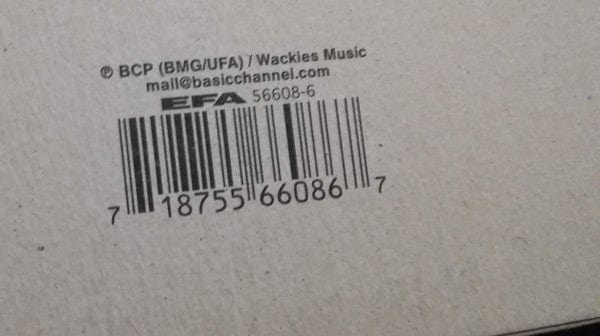 ℗ BCP (BMG/UFA) / Wackies Music
mail@basicchannel.com
EFA 56608-6
7 18755 66086 7